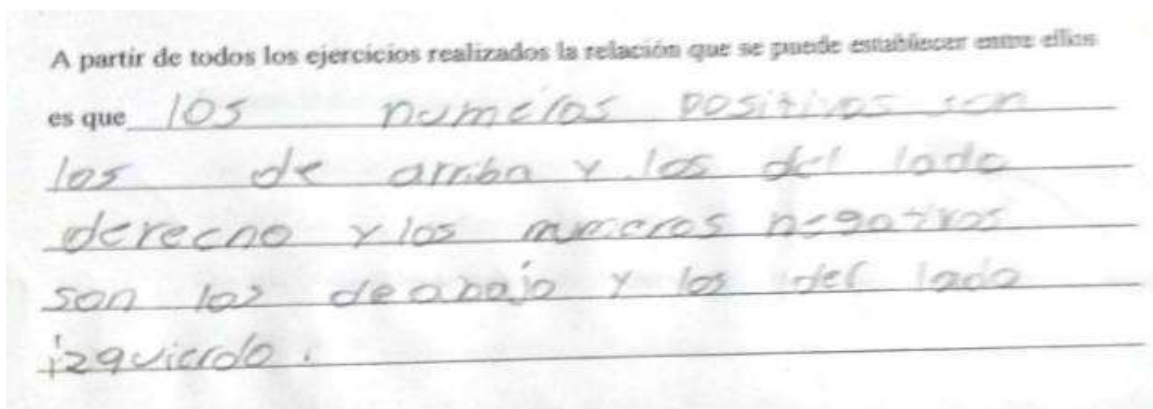 A partir de todos los ejercicios realizados la relación que se puede establecer entre ellos
es que los numeros positivos son
los de arriba y los del lado
derecho y los numeros negativos
son los de abajo y los del lado
izquierdo.